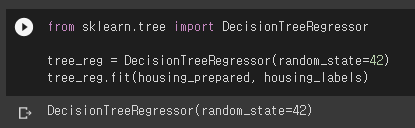 from sklearn.tree import DecisionTreeRegressor
tree_reg = DecisionTreeRegressor(random_state=42)
tree_reg.fit(housing_prepared, housing_labels)
DecisionTreeRegressor(random_state=42)